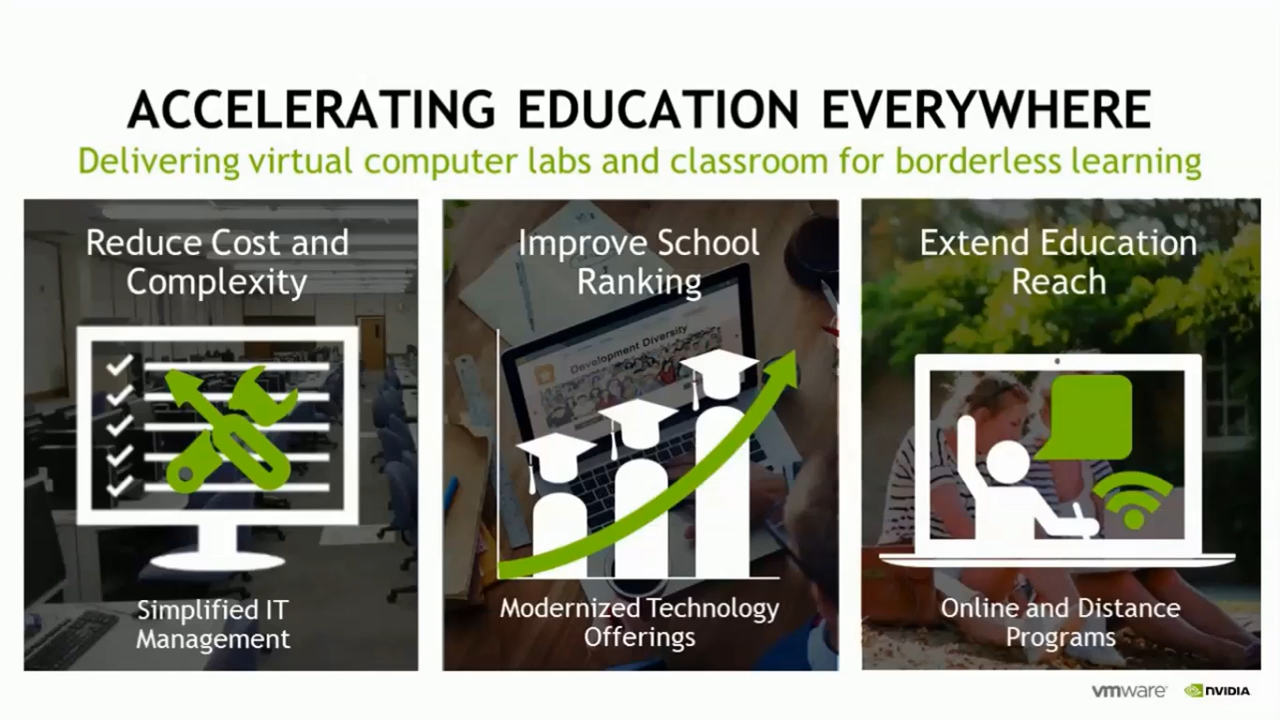 ACCELERATING EDUCATION EVERYWHERE
Delivering virtual computer labs and classroom for borderless learning
Reduce Cost and
Complexity
Simplified IT
Management
Improve School
Ranking
Development Diversity
Modernized Technology
Offerings
Extend Education
Reach
Online and Distance
Programs
vmware
NVIDIA